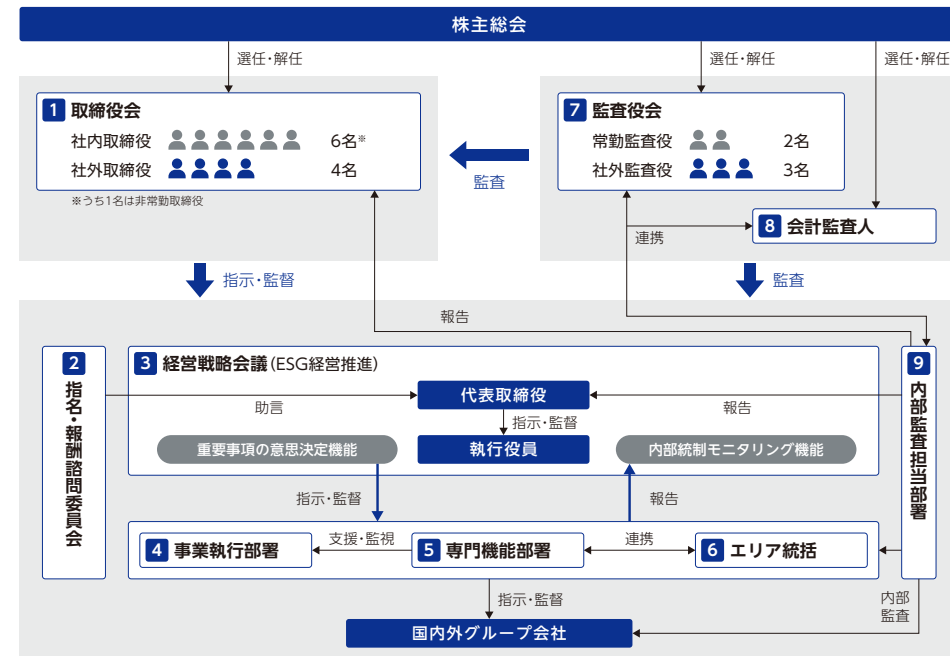 株主総会
選任・解任
選任・解任
選任・解任
1 取締役会
社内取締役 6名※
社外取締役 4名
※うち1名は非常勤取締役
監査
7 監査役会
常勤監査役 2名
社外監査役 3名
連携
8 会計監査人
指示・監督
監査
報告
2 指名・報酬諮問委員会
3 経営戦略会議(ESG経営推進)
代表取締役
助言
報告
指示・監督
執行役員
重要事項の意思決定機能
内部統制モニタリング機能
9 内部監査担当部署
指示・監督
報告
4 事業執行部署
支援・監視
5 専門機能部署
連携
6 エリア統括
指示・監督
内部
監査
国内外グループ会社